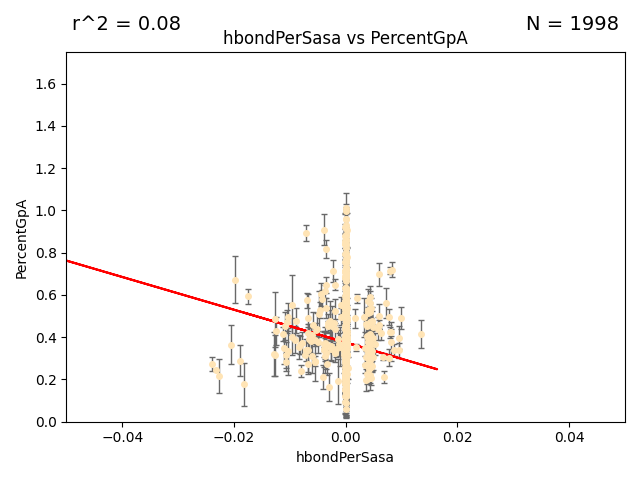 r^2 = 0.08
N = 1998
hbondPerSasa vs PercentGpA
PercentGpA
1.6
1.4
1.2
1.0
0.8
0.6
0.4
0.2
0.0
−0.04
−0.02
0.00
0.02
0.04
hbondPerSasa